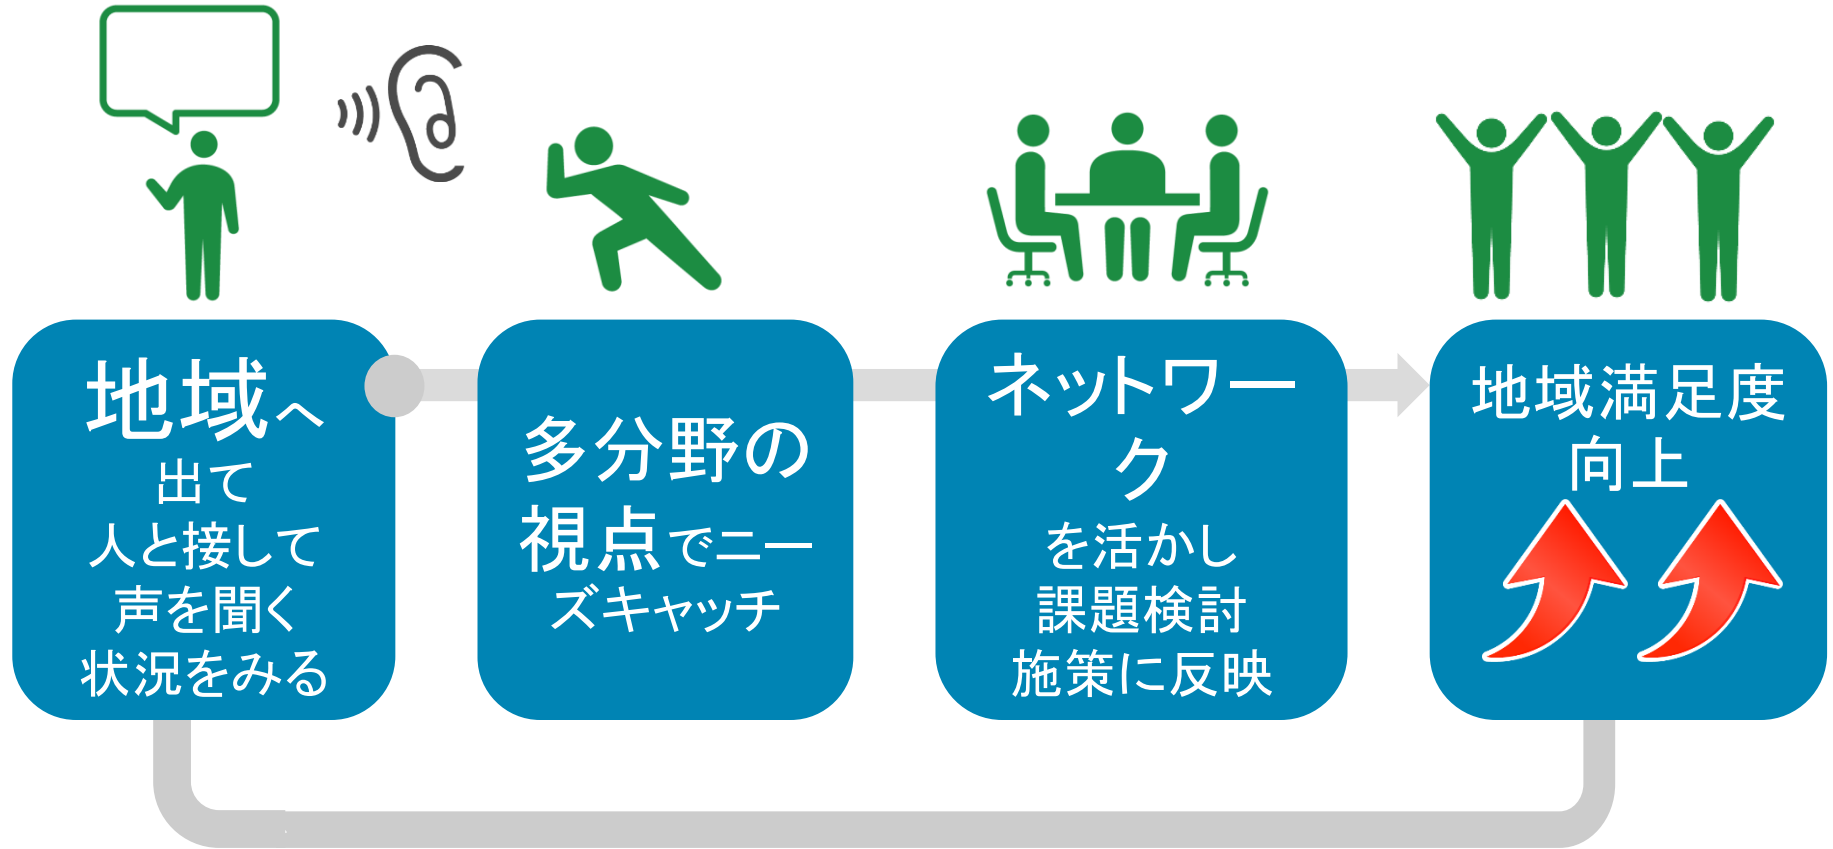 地域へ
出て
人と接して
声を聞く
状況をみる
多分野の
視点でニー
ズキャッチ
ネットワー
ク
を活かし
課題検討
施策に反映
地域満足度
向上